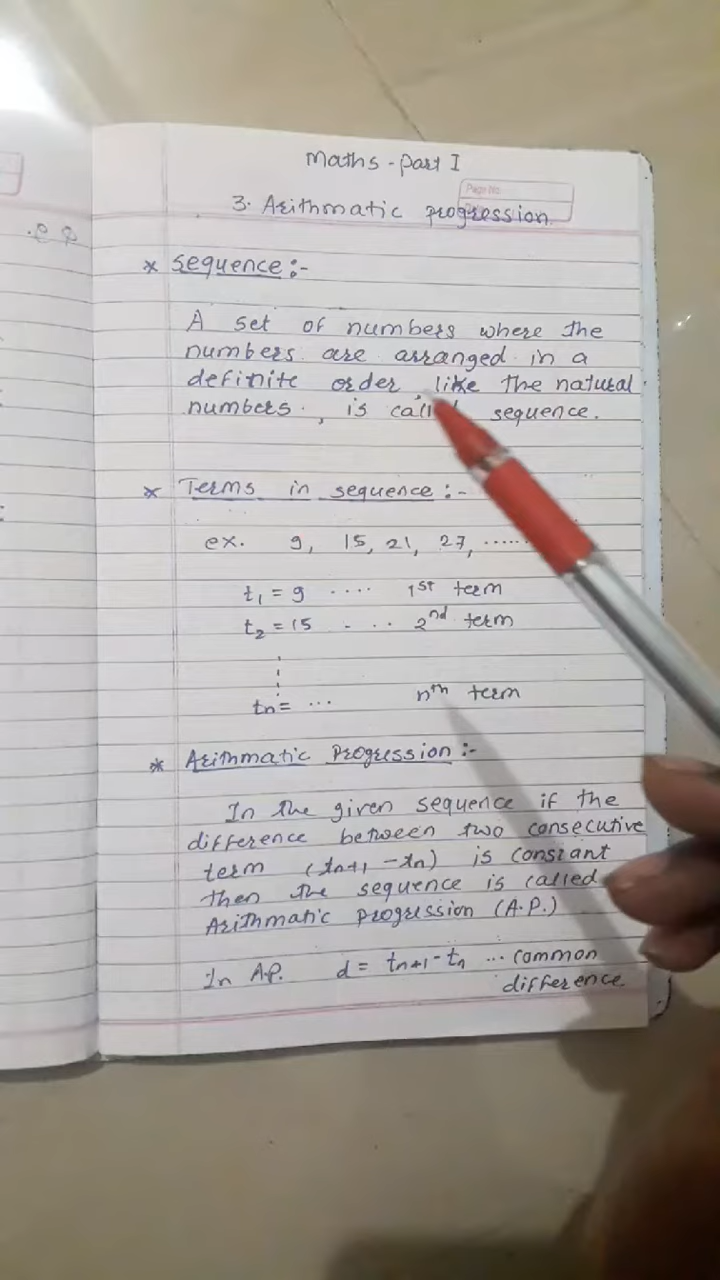 Maths - Part I
Page No.
3. Arithmatic progression
* Sequence :-
A set of numbers where the
numbers are arranged in a
definite order like the natural
numbers, is called sequence.
* Terms in sequence :-
ex. 9, 15, 21, 27, ......
t₁ = 9 .... 1st term
t₂ = 15 . .. 2nd term
tn = ... nth term
* Arithmatic Progression :-
In the given sequence if the
difference between two consecutive
term (tn+1 - tn) is constant
then the sequence is called
Arithmatic progression (A.P.)
In A.P. d = tn+1 - tn ... common
difference